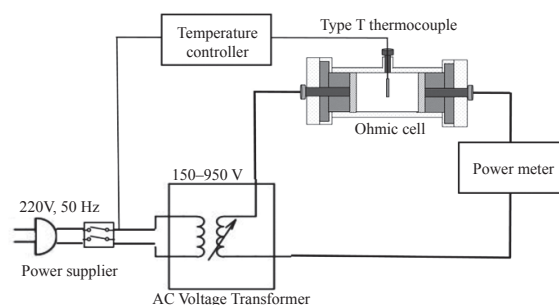 Type T thermocouple
Temperature
controller
Ohmic cell
Power meter
150–950 V
220V, 50 Hz
Power supplier
AC Voltage Transformer